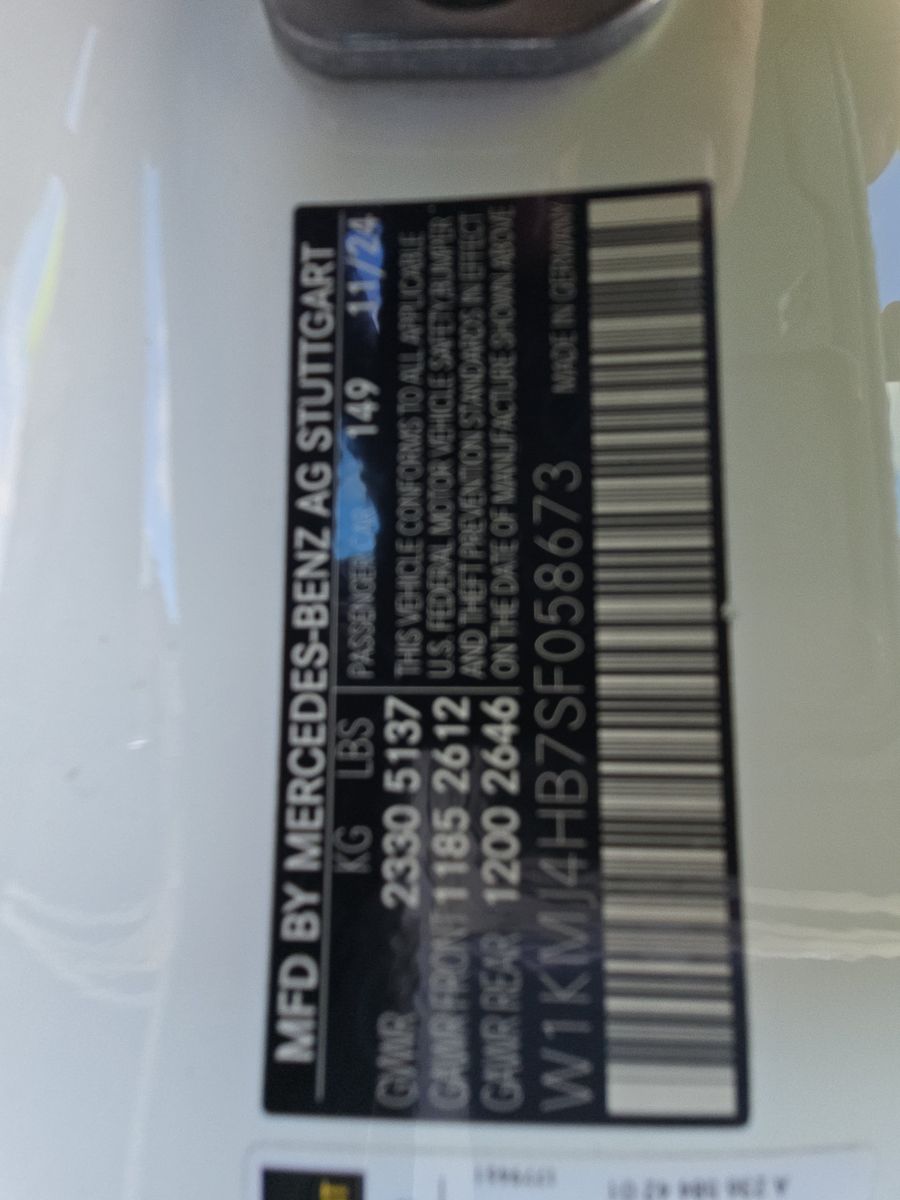 MFD BY MERCEDES-BENZ AG STUTTGART
KG LBS
GVWR 2330 5137
GAWR FRONT 1185 2612
GAWR REAR 1200 2646
PASSENGER CAR 149 11/24
THIS VEHICLE CONFORMS TO ALL APPLICABLE
U.S. FEDERAL MOTOR VEHICLE SAFETY, BUMPER
AND THEFT PREVENTION STANDARDS IN EFFECT
ON THE DATE OF MANUFACTURE SHOWN ABOVE
W1KMJ4HB7SF058673 MADE IN GERMANY